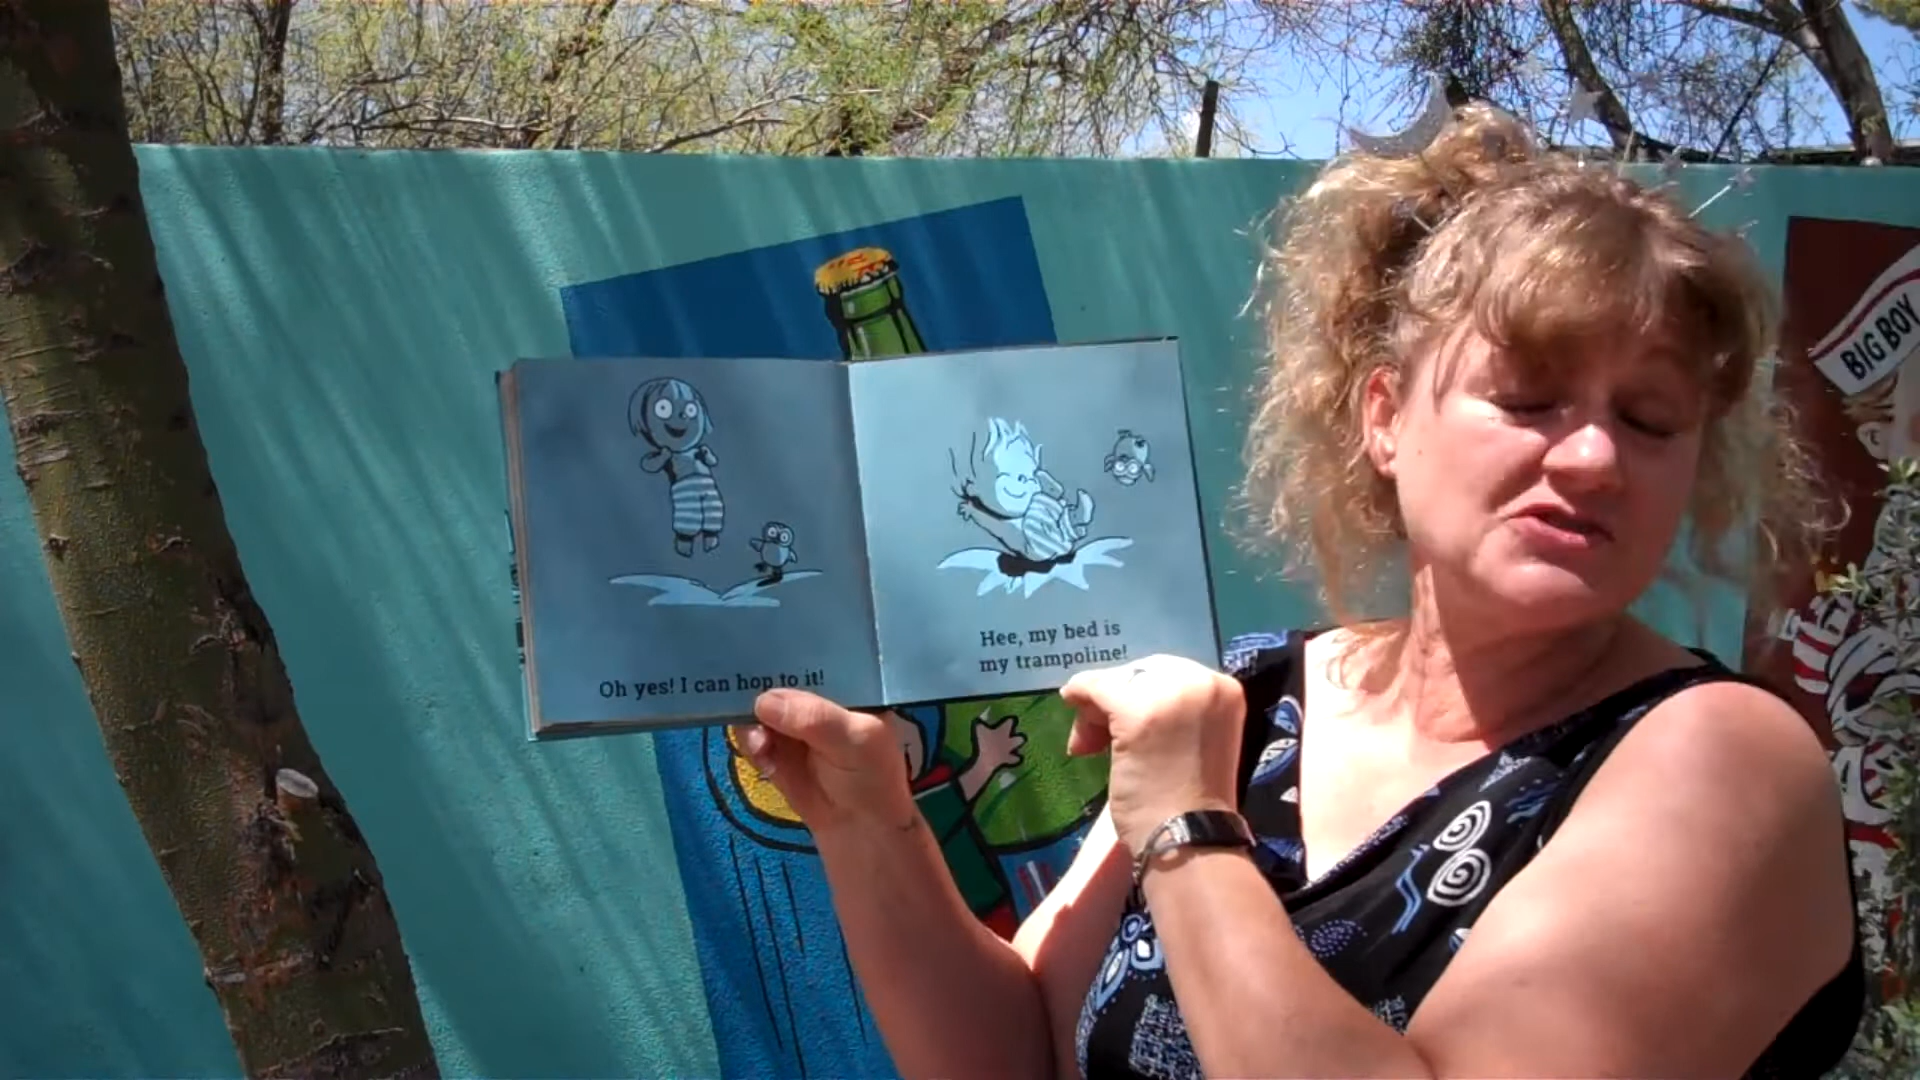 Oh yes! I can hop to it!
Hee, my bed is
my trampoline!
BIG BOY